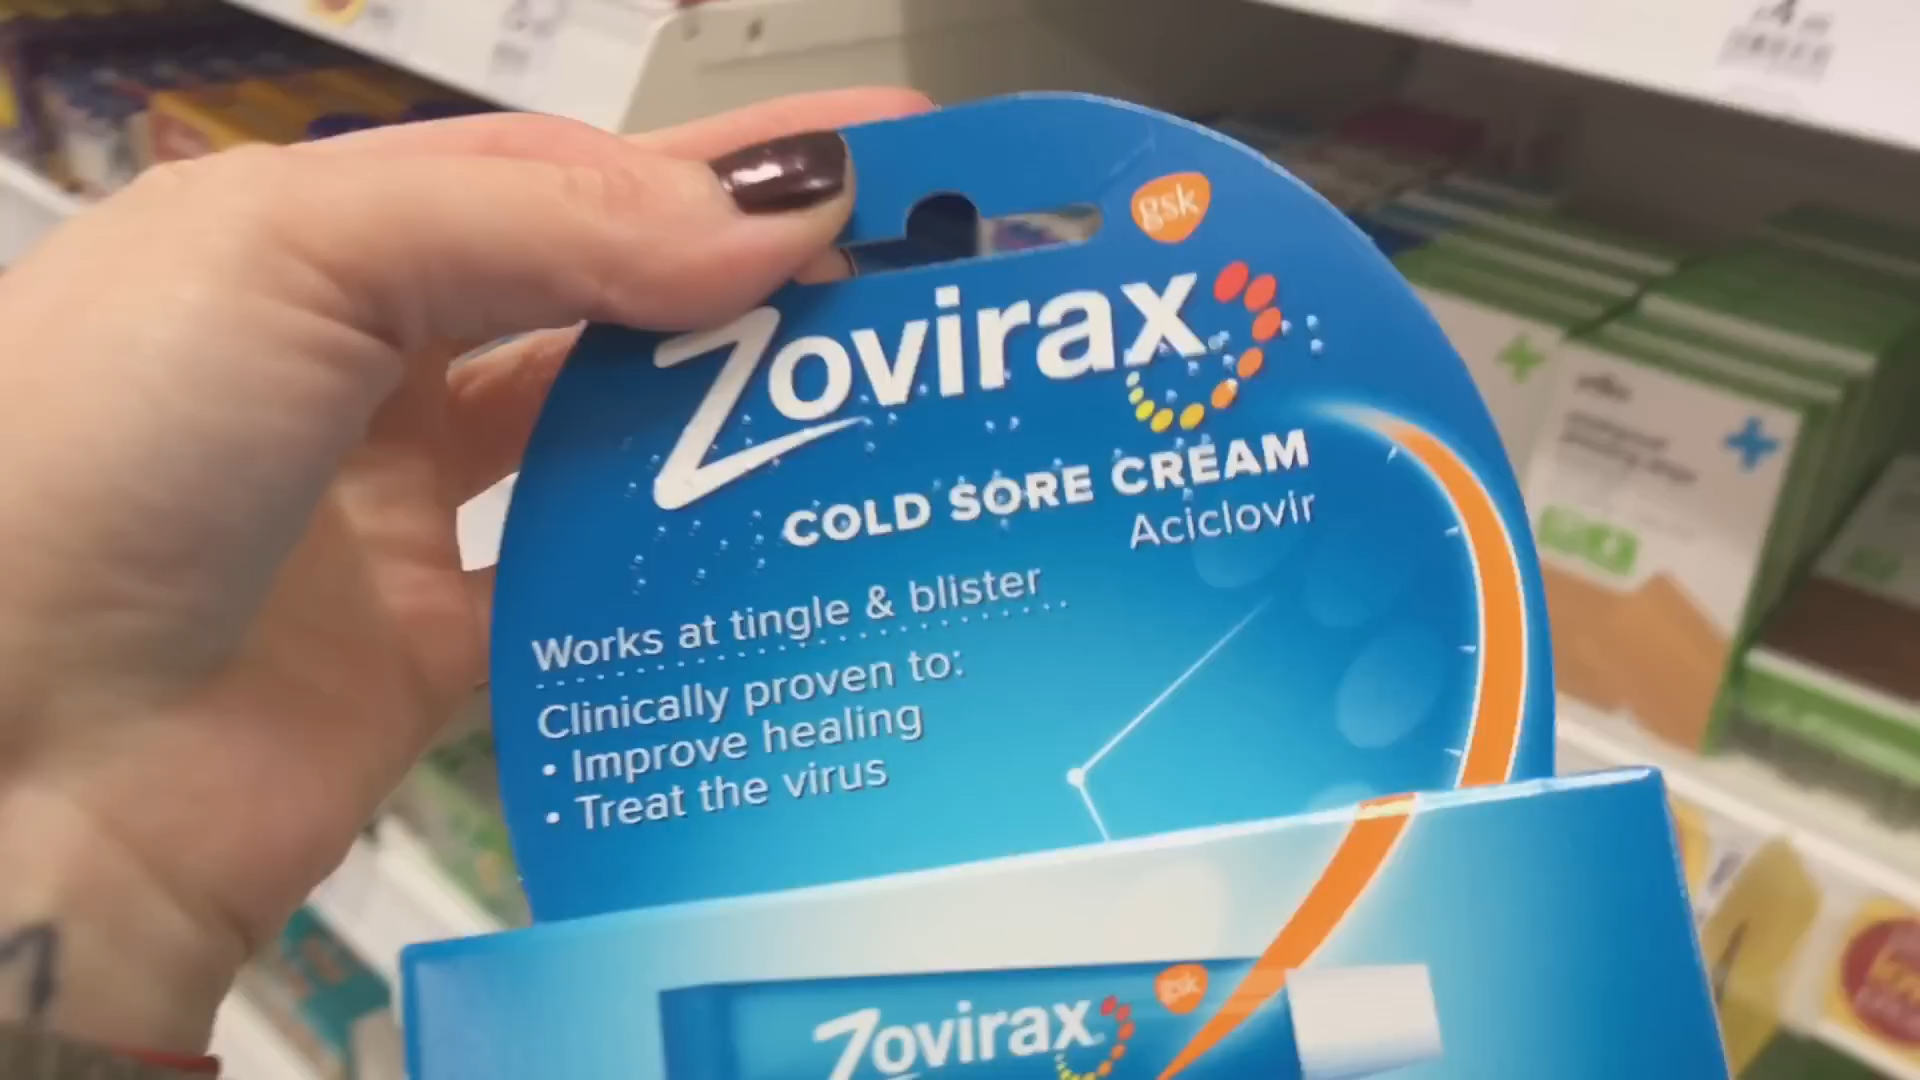 gsk
Zovirax
COLD SORE CREAM
Aciclovir
Works at tingle & blister
Clinically proven to:
• Improve healing
• Treat the virus
gsk
Zovirax